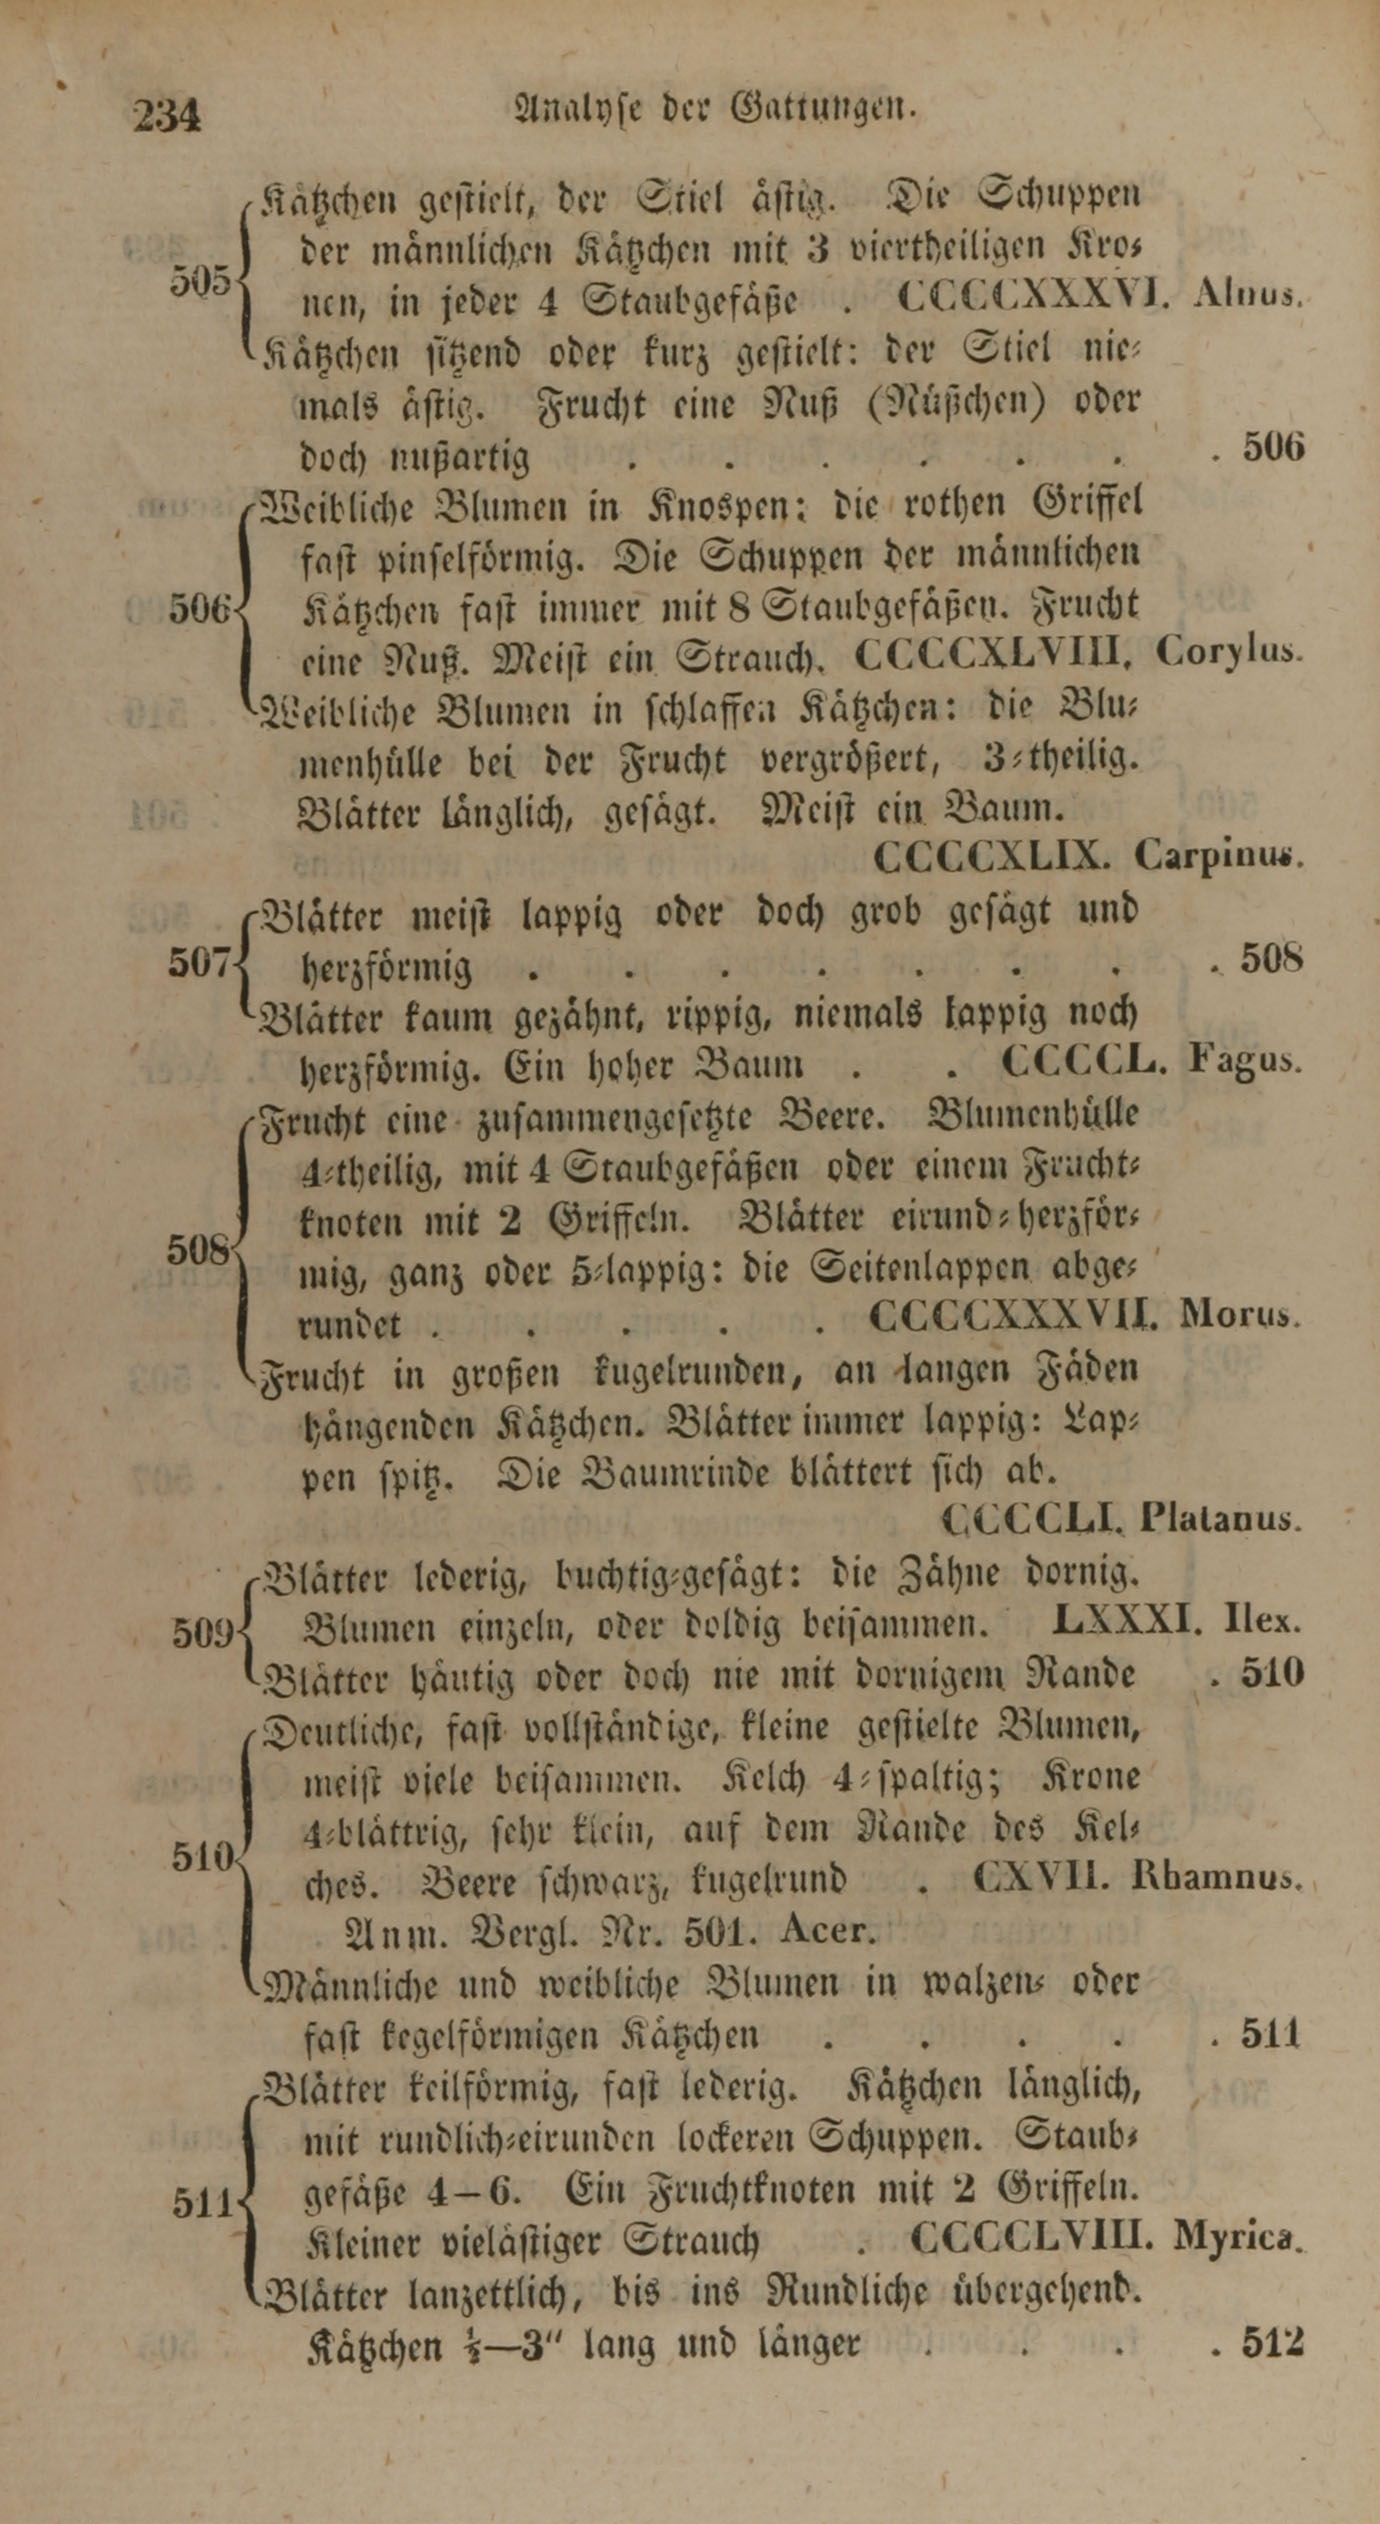 234 Analyse der Gattungen.
Kätzchen gestielt, der Stiel ästig. Die Schuppen
der männlichen Kätzchen mit 3 viertheiligen Kro⸗
505 nen, in jeder 4 Staubgefäße . CCCCXXXVI. Alnus.
Kätzchen sitzend oder kurz gestielt: der Stiel nie⸗
mals ästig. Frucht eine Nuß (Nüßchen) oder
doch nußartig . . . . . . . 506
Weibliche Blumen in Knospen: die rothen Griffel
fast pinselförmig. Die Schuppen der männlichen
506 Kätzchen fast immer mit 8 Staubgefäßen. Frucht
eine Nuß. Meist ein Strauch. CCCCXLVIII. Corylus.
Weibliche Blumen in schlaffen Kätzchen: die Blu⸗
menhülle bei der Frucht vergrößert, 3⸗theilig.
Blätter länglich, gesägt. Meist ein Baum.
CCCCXLIX. Carpinus.
Blätter meist lappig oder doch grob gesägt und
507 herzförmig . . . . . . . . 508
Blätter kaum gezähnt, rippig, niemals lappig noch
herzförmig. Ein hoher Baum . . CCCCL. Fagus.
Frucht eine zusammengesetzte Beere. Blumenhülle
4⸗theilig, mit 4 Staubgefäßen oder einem Frucht⸗
knoten mit 2 Griffeln. Blätter eirund⸗herzför⸗
508 mig, ganz oder 5⸗lappig: die Seitenlappen abge⸗
rundet . . . . . CCCCXXXVII. Morus.
Frucht in großen kugelrunden, an langen Fäden
hängenden Kätzchen. Blätter immer lappig: Lap⸗
pen spitz. Die Baumrinde blättert sich ab.
CCCCLI. Platanus.
Blätter lederig, buchtig⸗gesägt: die Zähne dornig.
509 Blumen einzeln, oder doldig beisammen. LXXXI. Ilex.
Blätter häutig oder doch nie mit dornigem Rande . 510
Deutliche, fast vollständige, kleine gestielte Blumen,
meist viele beisammen. Kelch 4⸗spaltig; Krone
4⸗blättrig, sehr klein, auf dem Rande des Kel⸗
510 ches. Beere schwarz, kugelrund . CXVII. Rhamnus.
Anm. Vergl. Nr. 501. Acer.
Männliche und weibliche Blumen in walzen⸗ oder
fast kegelförmigen Kätzchen . . . . . 511
Blätter keilförmig, fast lederig. Kätzchen länglich,
mit rundlich⸗eirunden lockeren Schuppen. Staub⸗
511 gefäße 4—6. Ein Fruchtknoten mit 2 Griffeln.
Kleiner vielästiger Strauch . CCCCLVIII. Myrica.
Blätter lanzettlich, bis ins Rundliche übergehend.
Kätzchen ½—3" lang und länger . . . . 512